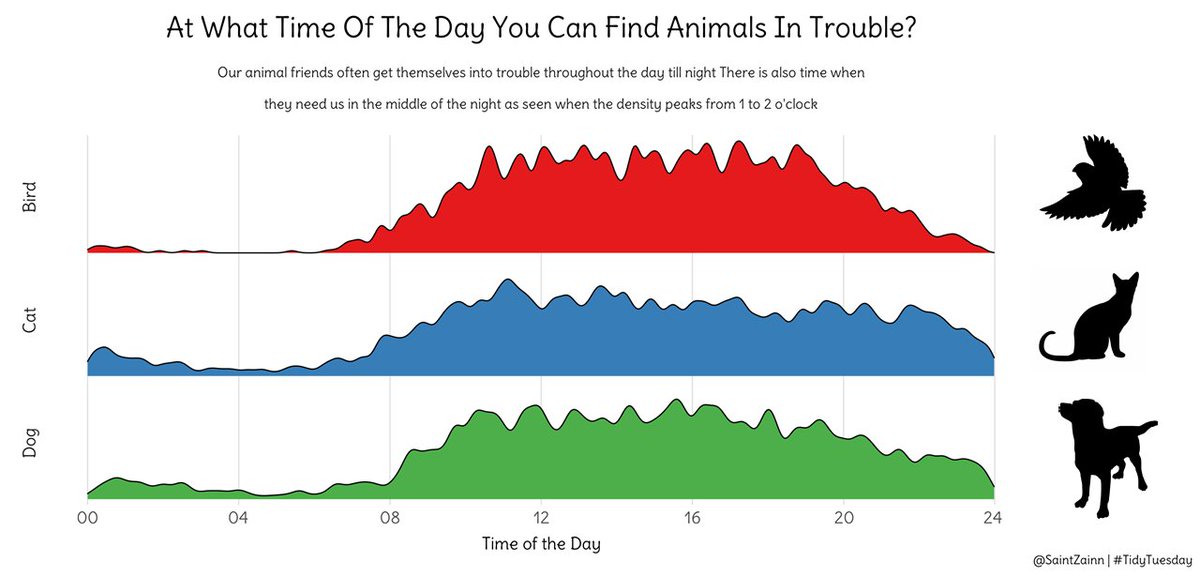 At What Time Of The Day You Can Find Animals In Trouble?
Our animal friends often get themselves into trouble throughout the day till night There is also time when
they need us in the middle of the night as seen when the density peaks from 1 to 2 o'clock
Bird
Cat
Dog
00 04 08 12 16 20 24
Time of the Day
@SaintZainn | #TidyTuesday